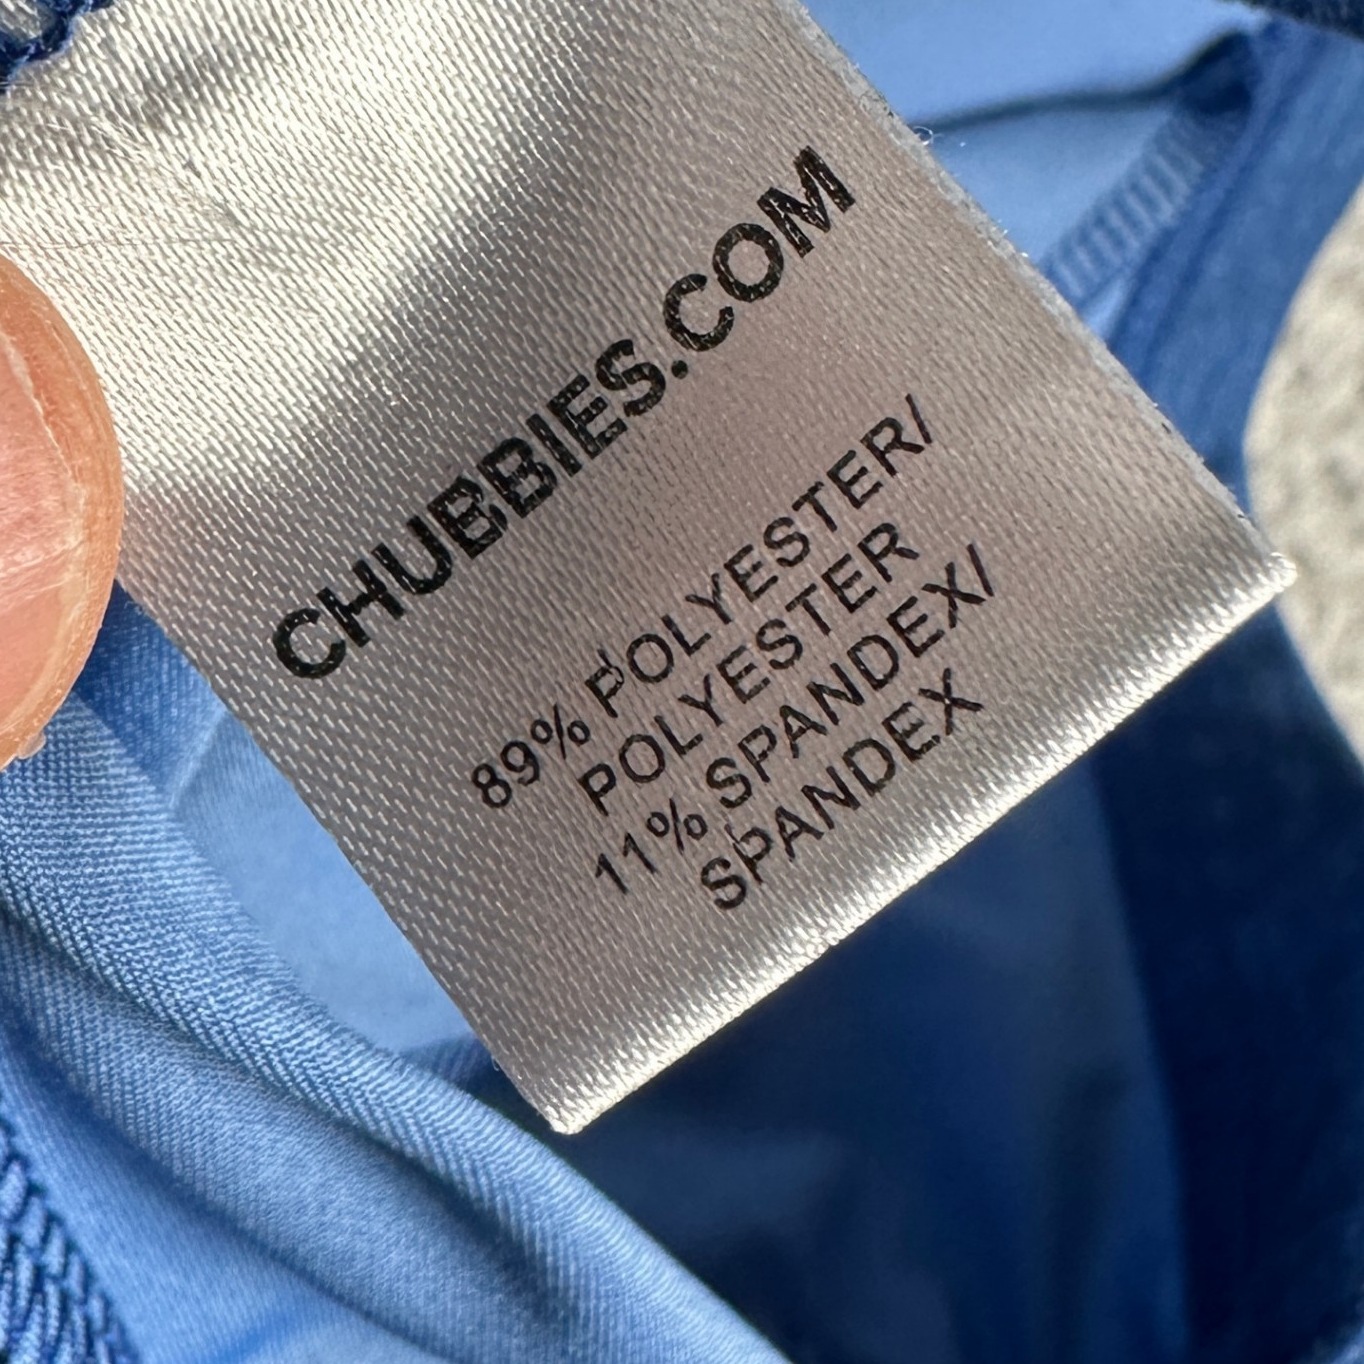 CHUBBIES.COM
89% POLYESTER/
POLYESTER
11% SPANDEX/
SPANDEX